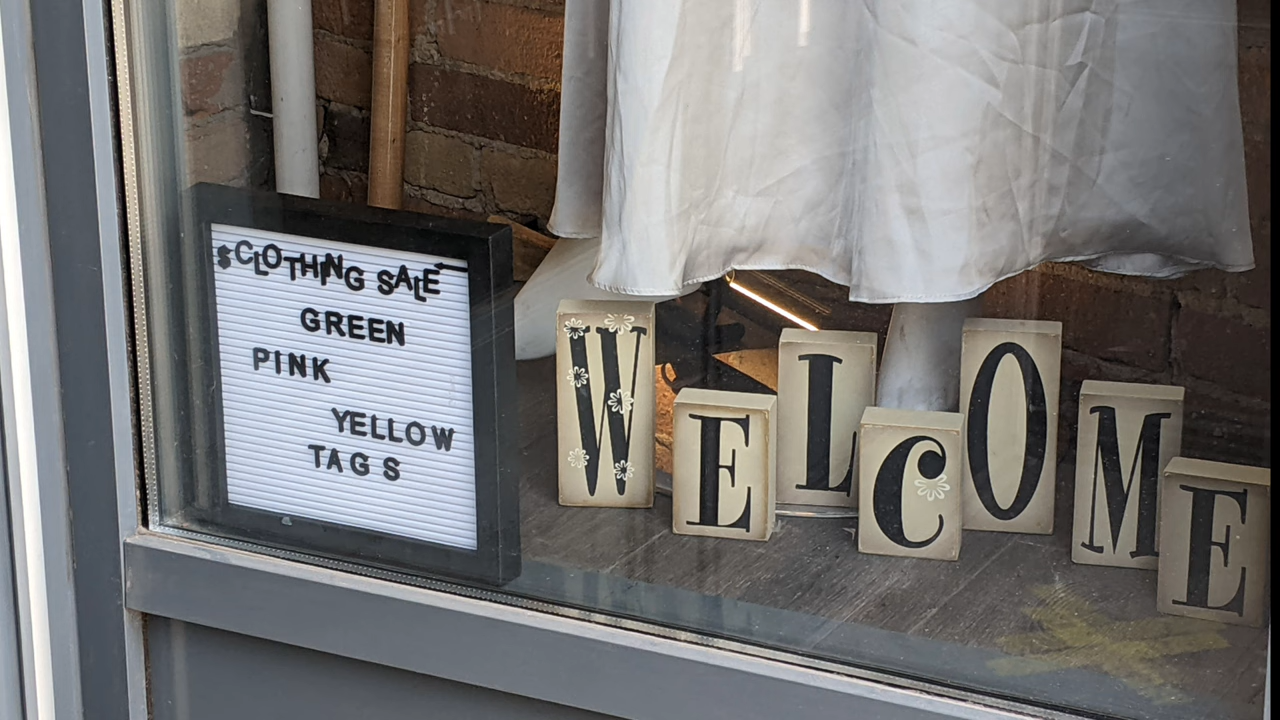 $CLOTHING SALE
GREEN
PINK
YELLOW
TAGS
WELCOME